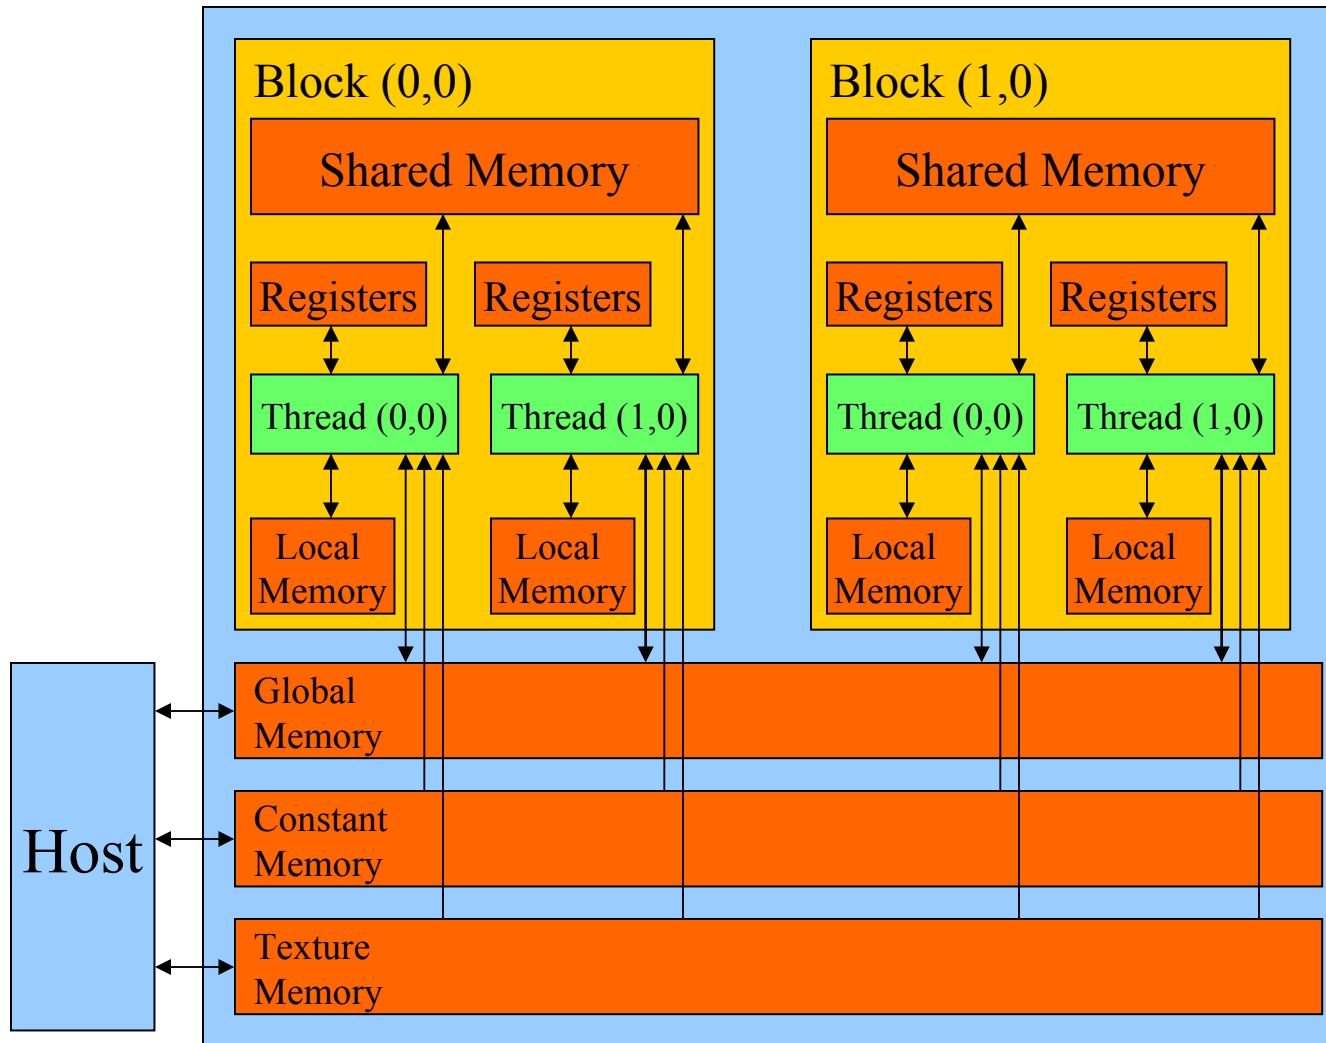 Block (0,0)
Shared Memory
Registers
Registers
Thread (0,0)
Thread (1,0)
Local
Memory
Local
Memory
Block (1,0)
Shared Memory
Registers
Registers
Thread (0,0)
Thread (1,0)
Local
Memory
Local
Memory
Host
Global
Memory
Constant
Memory
Texture
Memory